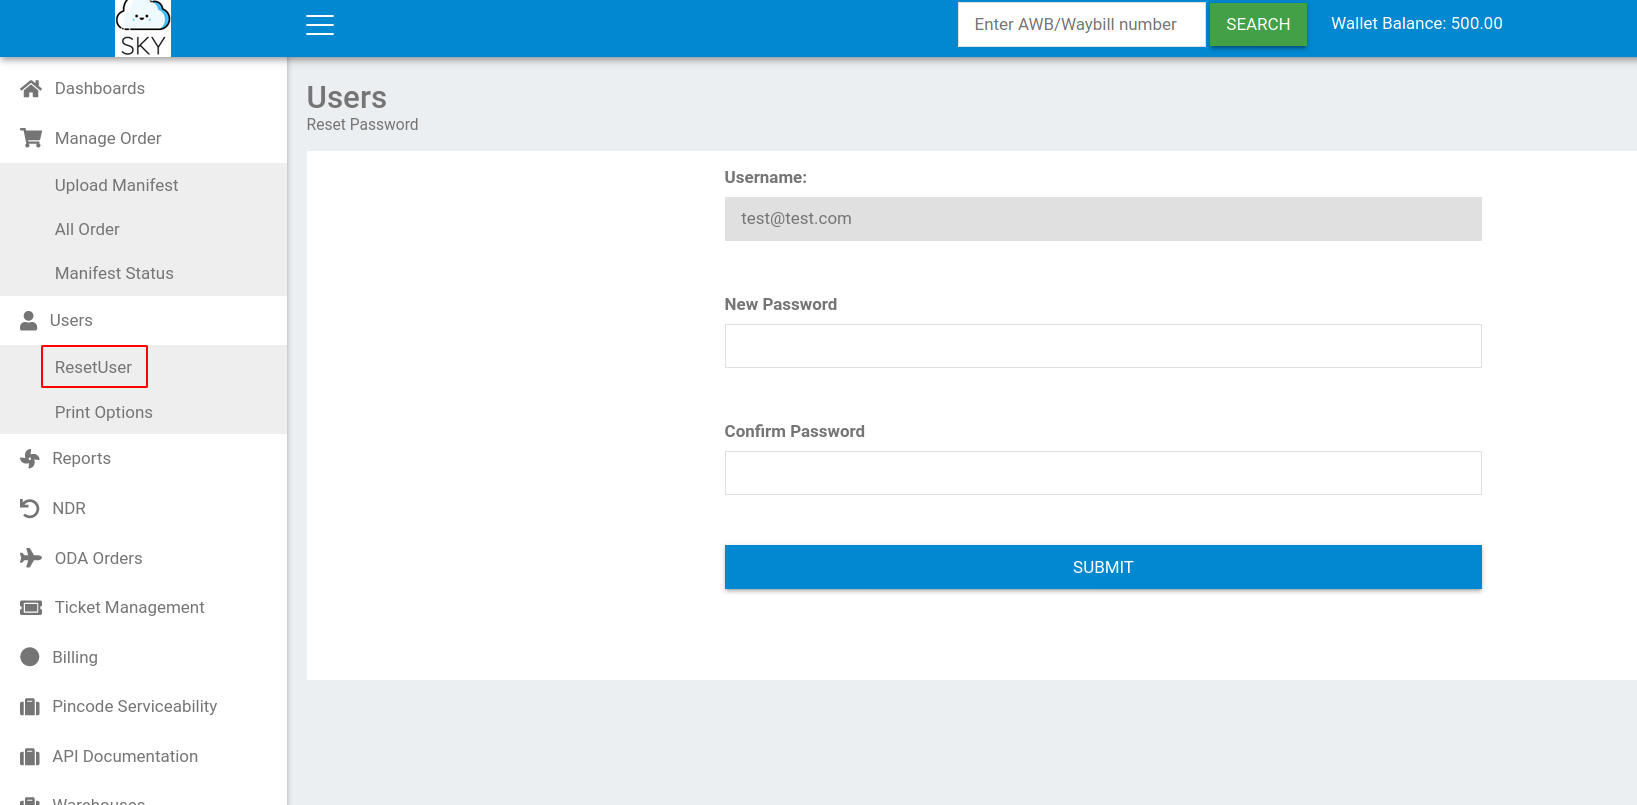 SKY
Enter AWB/Waybill number
SEARCH
Wallet Balance: 500.00
Dashboards
Manage Order
Upload Manifest
All Order
Manifest Status
Users
ResetUser
Print Options
Reports
NDR
ODA Orders
Ticket Management
Billing
Pincode Serviceability
API Documentation
Warehouses
Users
Reset Password
Username:
test@test.com
New Password
Confirm Password
SUBMIT